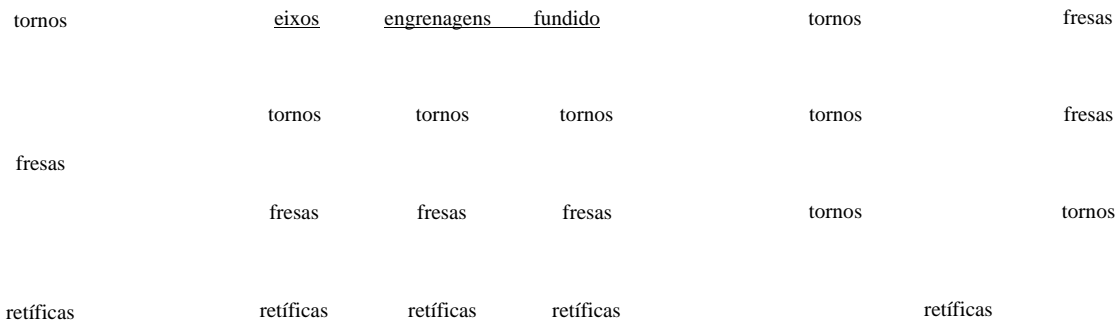 tornos eixos engrenagens fundido tornos fresas
tornos tornos tornos tornos fresas
fresas
fresas fresas fresas tornos tornos
retíficas retíficas retíficas retíficas retíficas